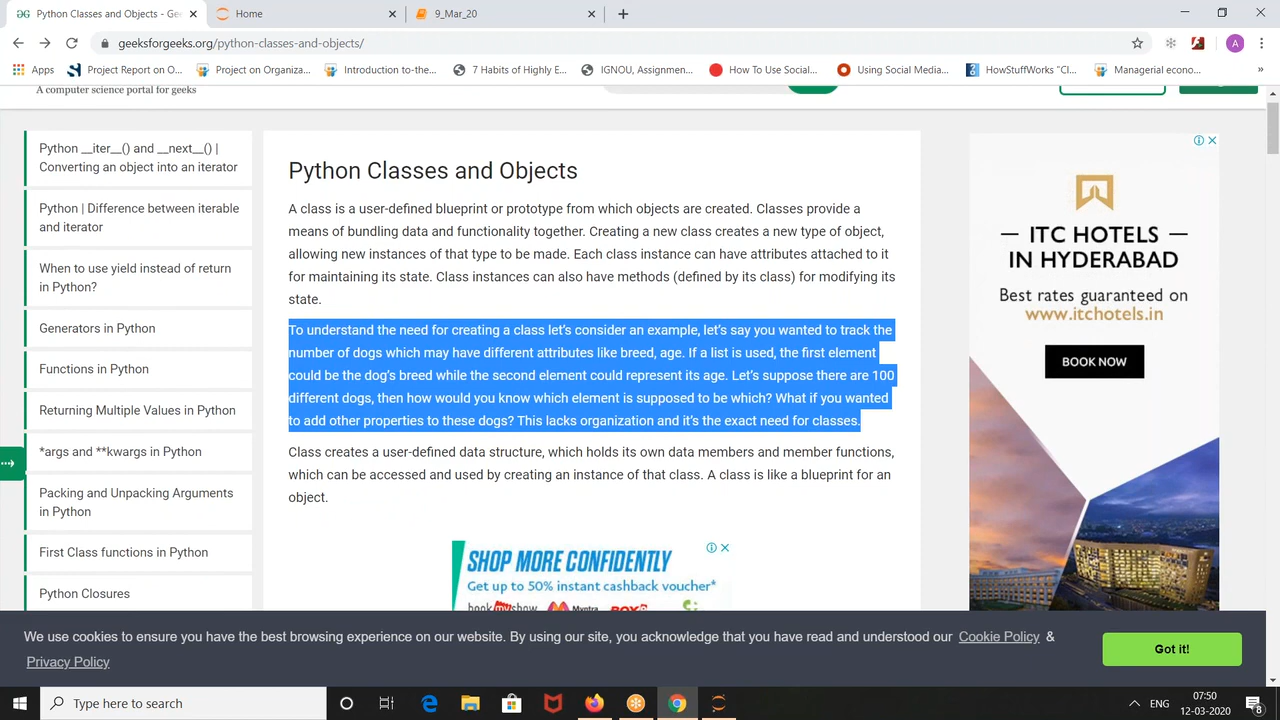 Python Classes and Objects - Gee
Home
9_Mar_20
geeksforgeeks.org/python-classes-and-objects/
A
Apps
Project Report on O...
Project on Organiza...
Introduction to-the...
7 Habits of Highly E...
IGNOU, Assignmen...
How To Use Social...
Using Social Media...
HowStuffWorks "Cl...
Managerial econo...
»
A computer science portal for geeks
Python __iter__() and __next__() |
Converting an object into an iterator
Python | Difference between iterable
and iterator
When to use yield instead of return
in Python?
Generators in Python
Functions in Python
Returning Multiple Values in Python
*args and **kwargs in Python
Packing and Unpacking Arguments
in Python
First Class functions in Python
Python Closures
Python Classes and Objects
A class is a user-defined blueprint or prototype from which objects are created. Classes provide a
means of bundling data and functionality together. Creating a new class creates a new type of object,
allowing new instances of that type to be made. Each class instance can have attributes attached to it
for maintaining its state. Class instances can also have methods (defined by its class) for modifying its
state.
To understand the need for creating a class let's consider an example, let's say you wanted to track the
number of dogs which may have different attributes like breed, age. If a list is used, the first element
could be the dog's breed while the second element could represent its age. Let's suppose there are 100
different dogs, then how would you know which element is supposed to be which? What if you wanted
to add other properties to these dogs? This lacks organization and it's the exact need for classes.
Class creates a user-defined data structure, which holds its own data members and member functions,
which can be accessed and used by creating an instance of that class. A class is like a blueprint for an
object.
SHOP MORE CONFIDENTLY
Get up to 50% instant cashback voucher*
bookmyshow
Myntra
ITC HOTELS
IN HYDERABAD
Best rates guaranteed on
www.itchotels.in
BOOK NOW
We use cookies to ensure you have the best browsing experience on our website. By using our site, you acknowledge that you have read and understood our Cookie Policy &
Privacy Policy
Got it!
Type here to search
ENG
07:50
12-03-2020
8